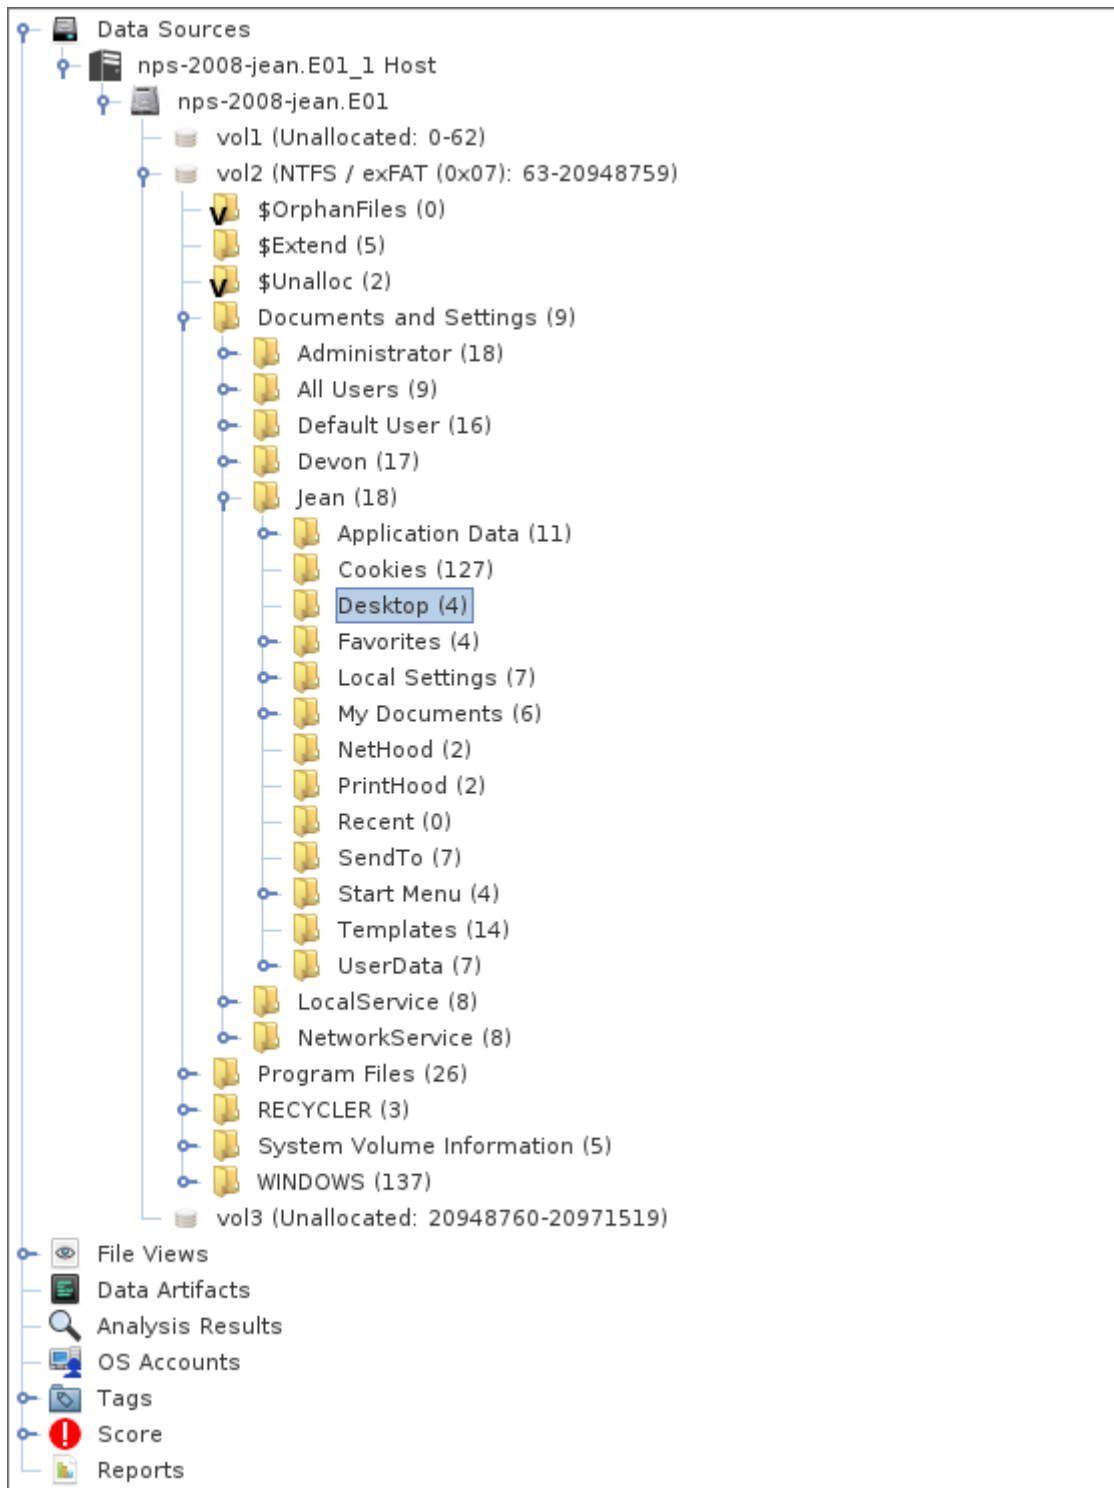 Data Sources
nps-2008-jean.E01_1 Host
nps-2008-jean.E01
vol1 (Unallocated: 0-62)
vol2 (NTFS / exFAT (0x07): 63-20948759)
$OrphanFiles (0)
$Extend (5)
$Unalloc (2)
Documents and Settings (9)
Administrator (18)
All Users (9)
Default User (16)
Devon (17)
Jean (18)
Application Data (11)
Cookies (127)
Desktop (4)
Favorites (4)
Local Settings (7)
My Documents (6)
NetHood (2)
PrintHood (2)
Recent (0)
SendTo (7)
Start Menu (4)
Templates (14)
UserData (7)
LocalService (8)
NetworkService (8)
Program Files (26)
RECYCLER (3)
System Volume Information (5)
WINDOWS (137)
vol3 (Unallocated: 20948760-20971519)
File Views
Data Artifacts
Analysis Results
OS Accounts
Tags
Score
Reports